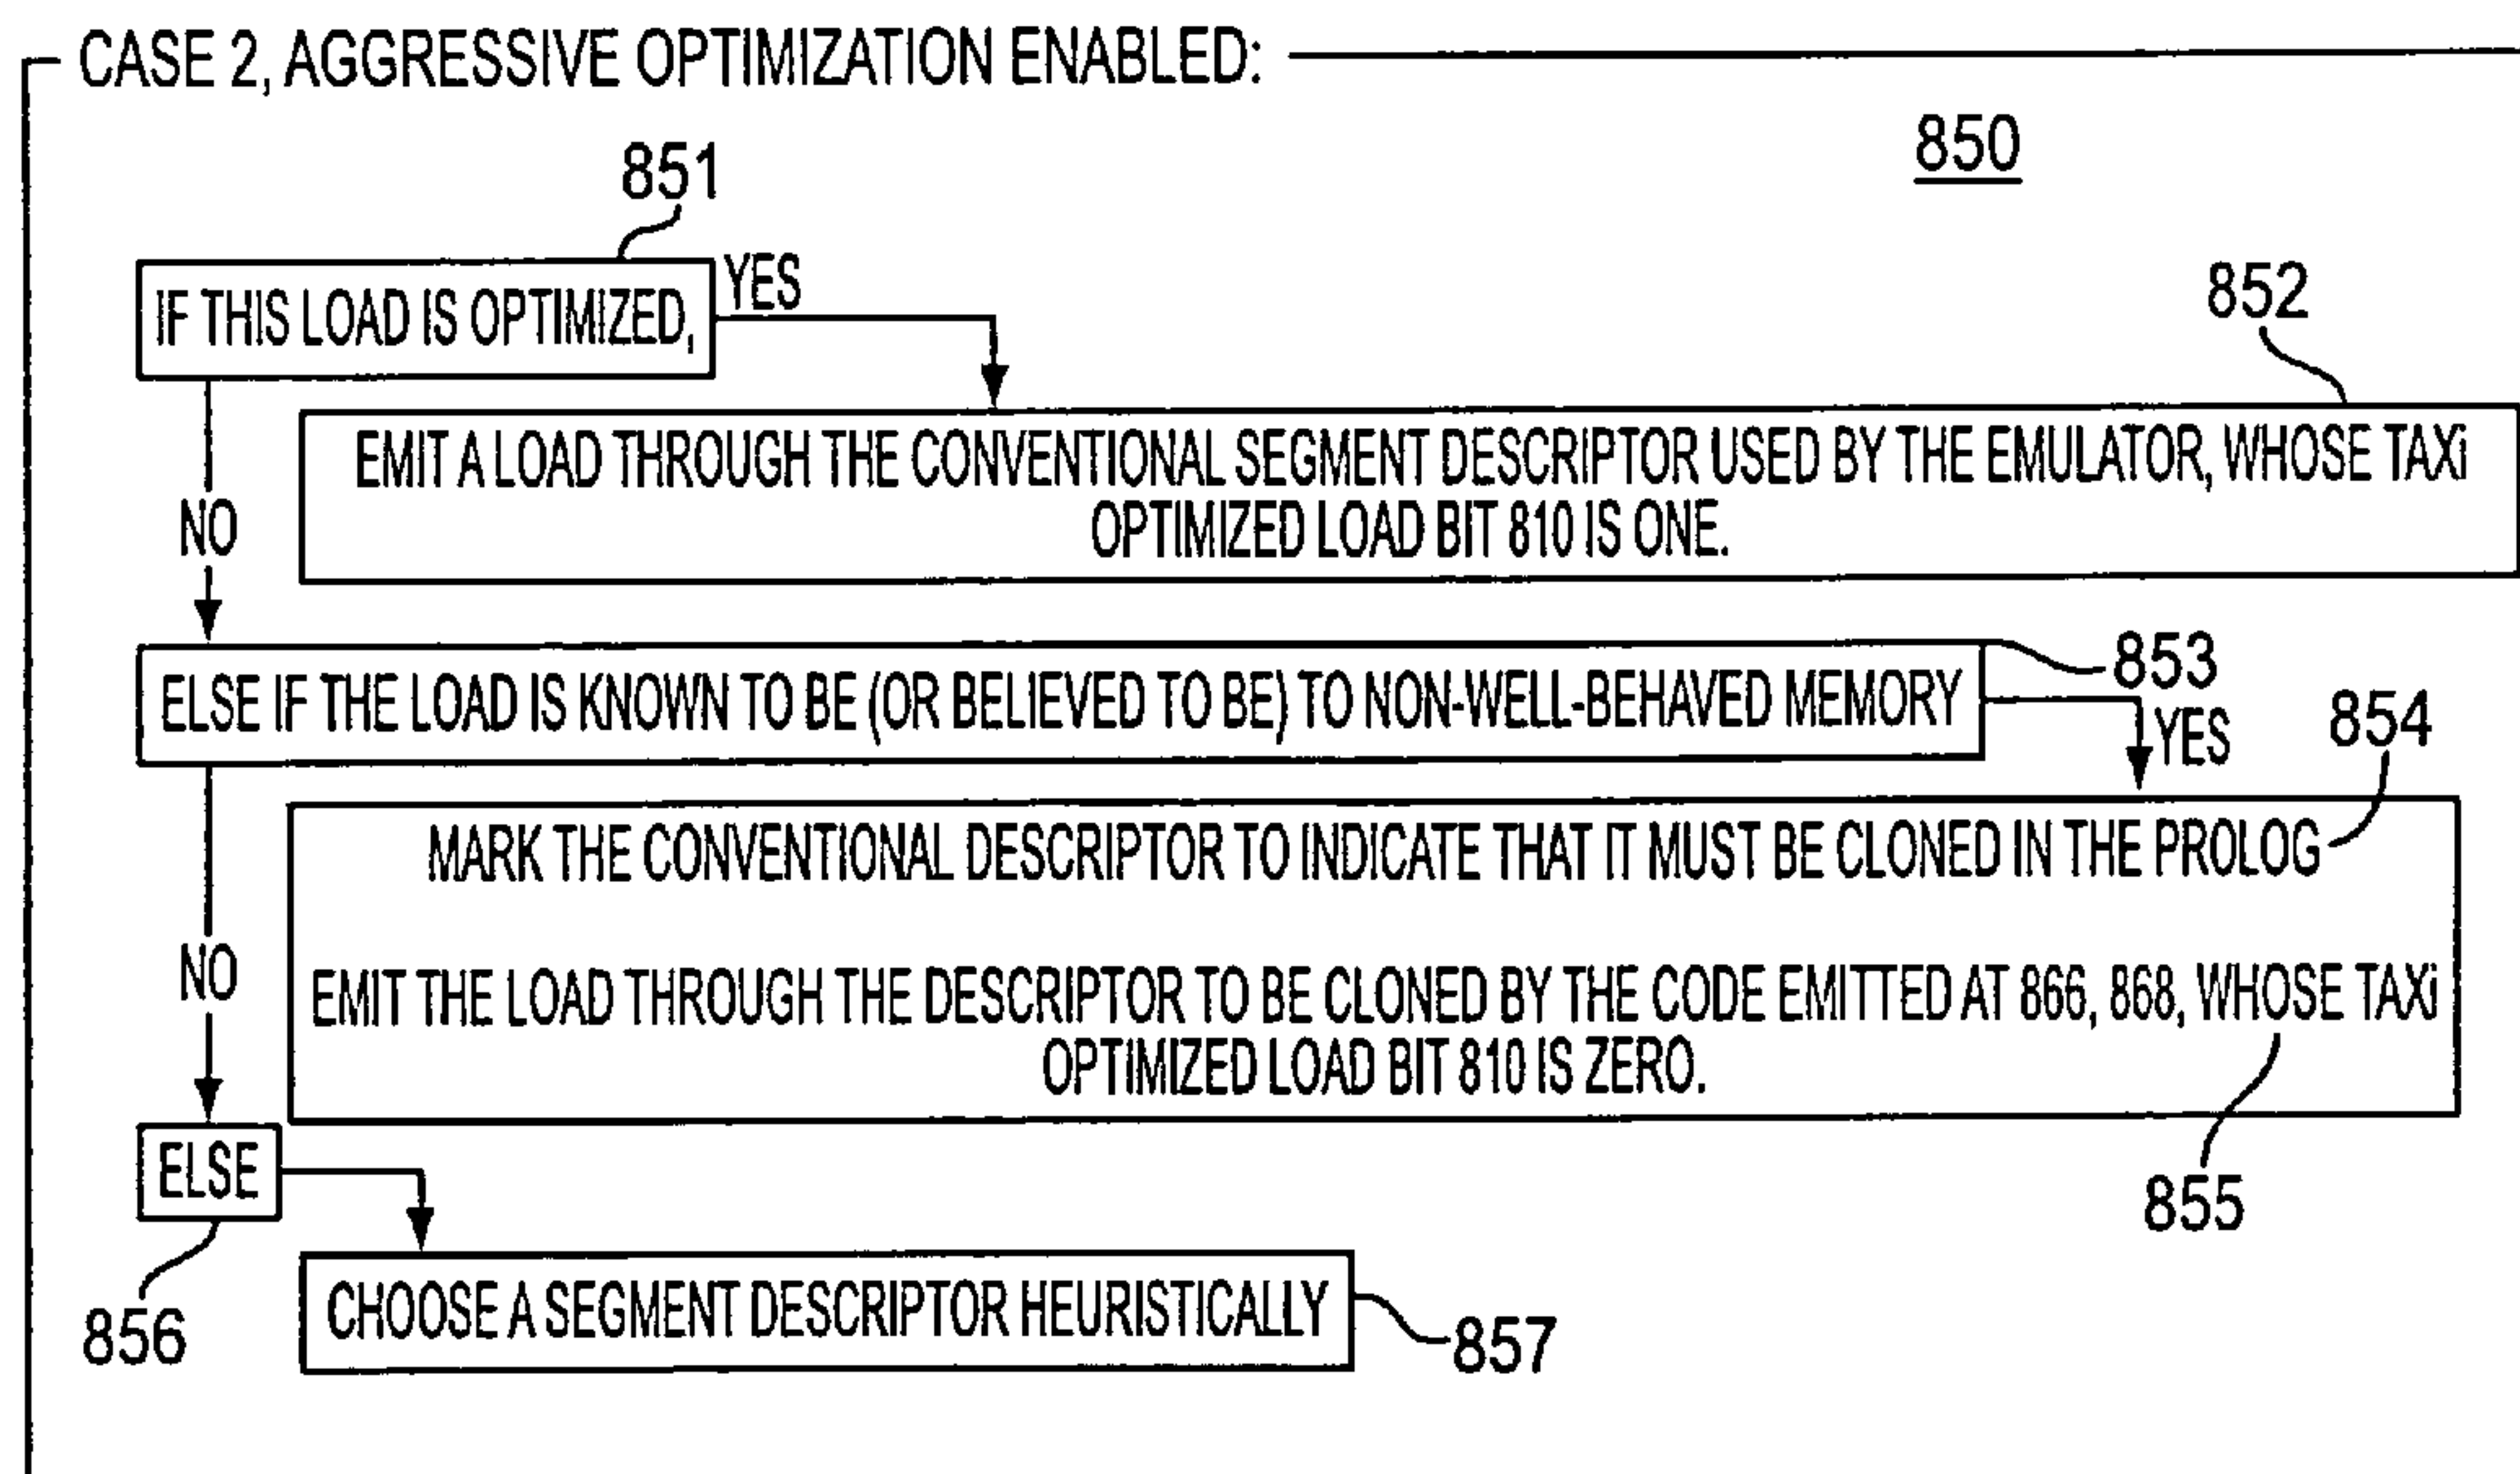 CASE 2, AGGRESSIVE OPTIMIZATION ENABLED:
850
851
IF THIS LOAD IS OPTIMIZED,
YES
852
EMIT A LOAD THROUGH THE CONVENTIONAL SEGMENT DESCRIPTOR USED BY THE EMULATOR, WHOSE TAXi
OPTIMIZED LOAD BIT 810 IS ONE.
NO
853
ELSE IF THE LOAD IS KNOWN TO BE (OR BELIEVED TO BE) TO NON-WELL-BEHAVED MEMORY
YES
854
MARK THE CONVENTIONAL DESCRIPTOR TO INDICATE THAT IT MUST BE CLONED IN THE PROLOG
NO
EMIT THE LOAD THROUGH THE DESCRIPTOR TO BE CLONED BY THE CODE EMITTED AT 866, 868, WHOSE TAXi
OPTIMIZED LOAD BIT 810 IS ZERO.
ELSE
855
856
CHOOSE A SEGMENT DESCRIPTOR HEURISTICALLY
857